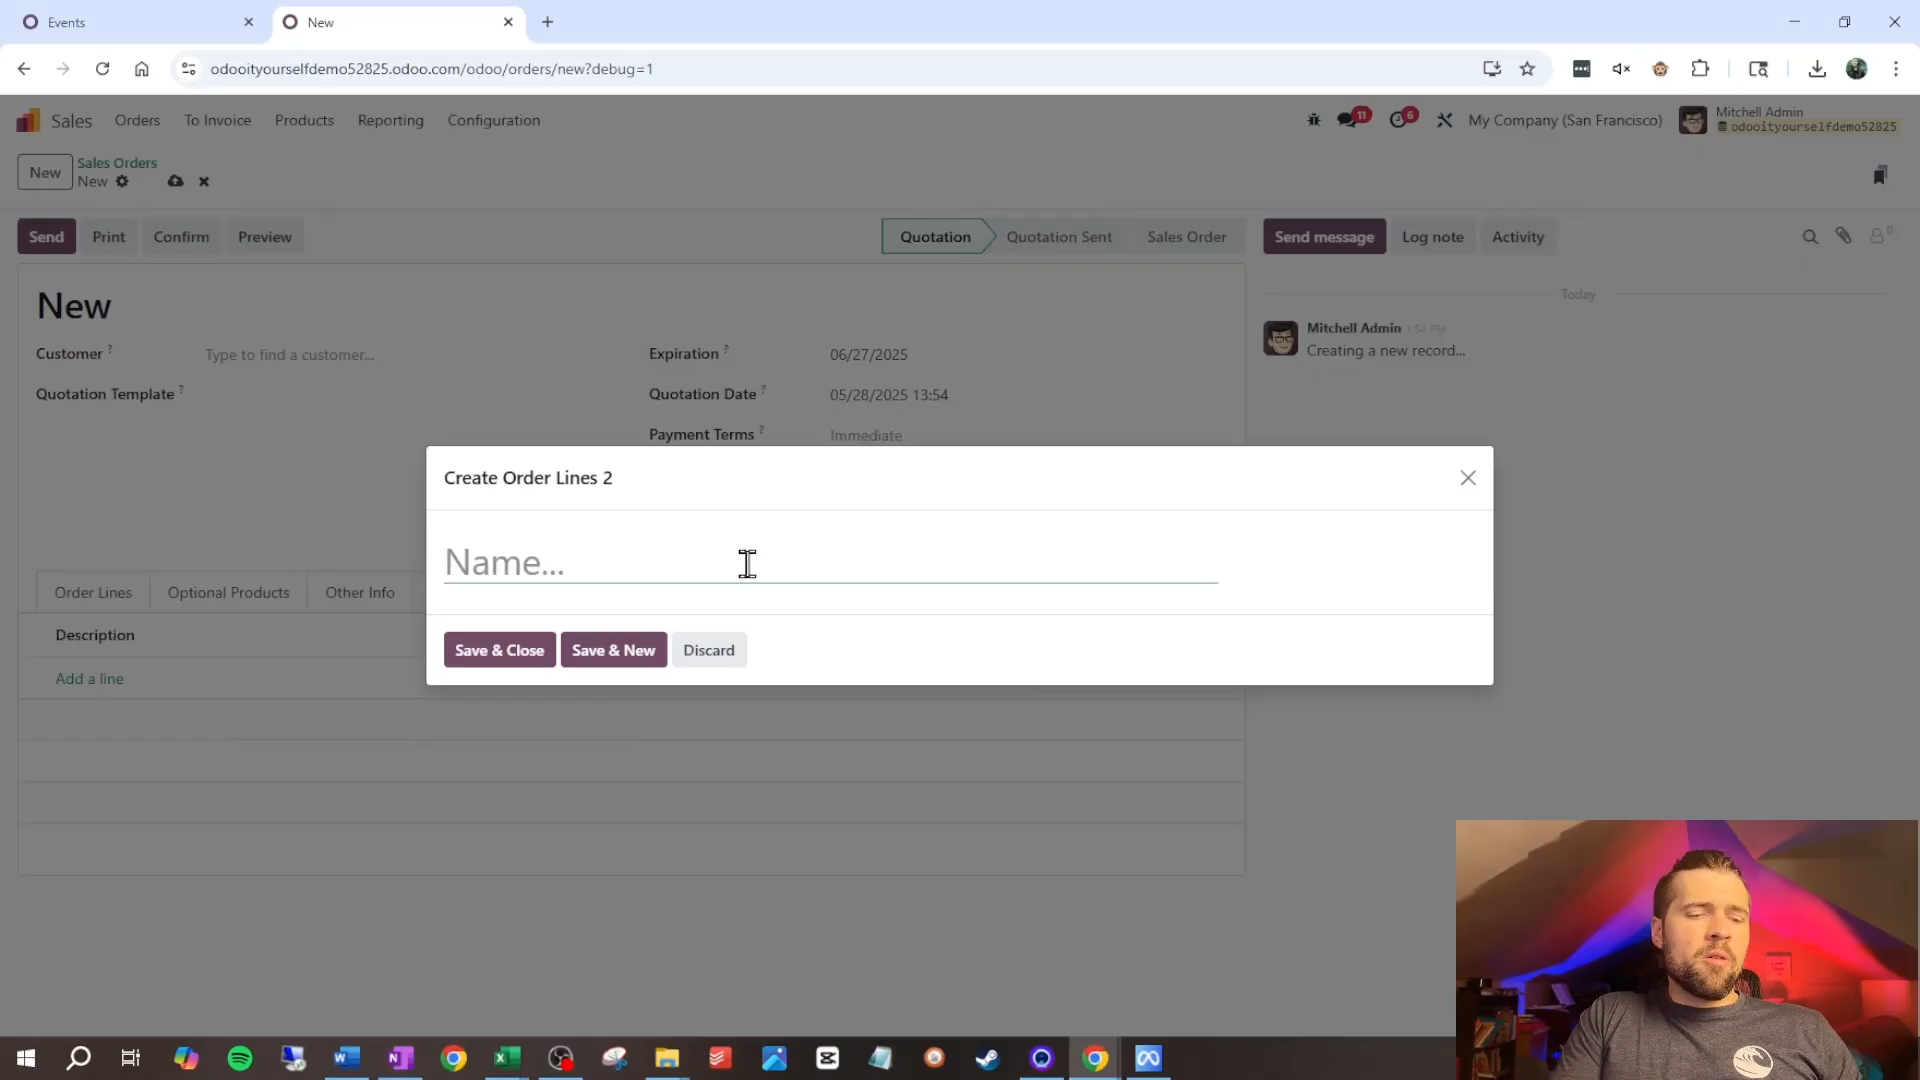 Events
New
odooityourselfdemo52825.odoo.com/odoo/orders/new?debug=1
Sales Orders To Invoice Products Reporting Configuration
11 6 My Company (San Francisco) Mitchell Admin
odooityourselfdemo52825
New Sales Orders
New
Send Print Confirm Preview Quotation Quotation Sent Sales Order Send message Log note Activity 0
New
Today
Customer ? Type to find a customer... Expiration ? 06/27/2025
Mitchell Admin 1:54 PM
Creating a new record...
Quotation Template ? Quotation Date ? 05/28/2025 13:54
Payment Terms ? Immediate
Create Order Lines 2
Name...
Order Lines Optional Products Other Info
Description
Save & Close Save & New Discard
Add a line